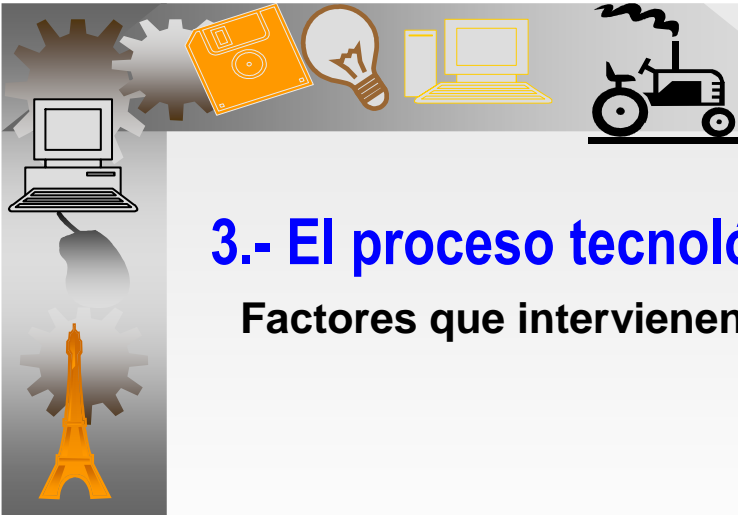 3.- El proceso tecnoló
Factores que intervienen